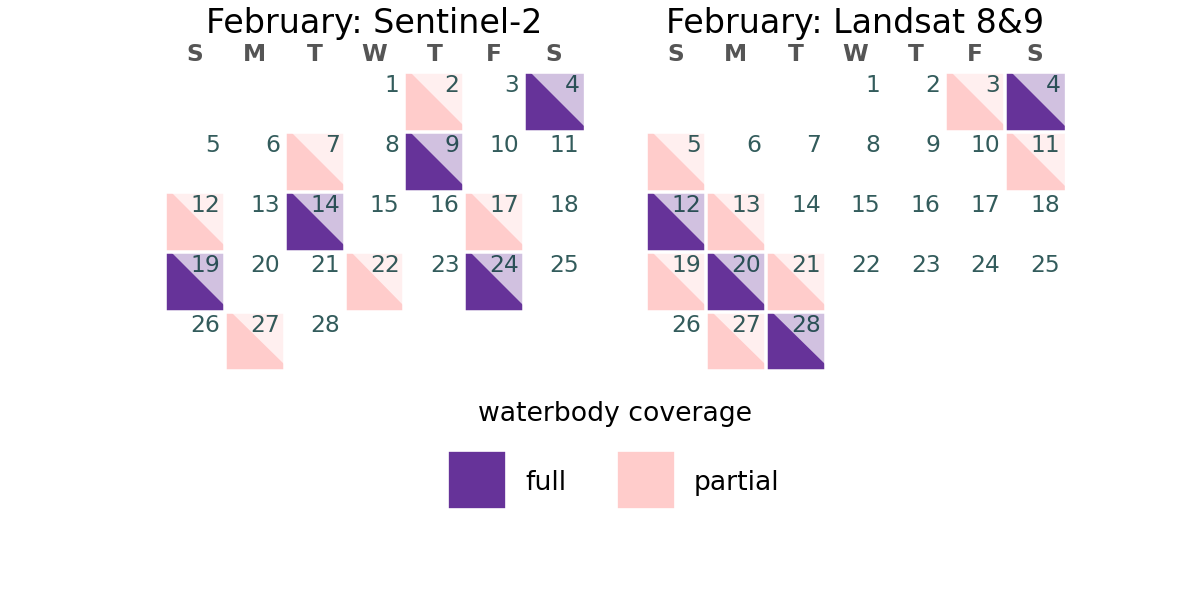 February: Sentinel-2
S M T W T F S
1 2 3 4
5 6 7 8 9 10 11
12 13 14 15 16 17 18
19 20 21 22 23 24 25
26 27 28
February: Landsat 8&9
S M T W T F S
1 2 3 4
5 6 7 8 9 10 11
12 13 14 15 16 17 18
19 20 21 22 23 24 25
26 27 28
waterbody coverage
full
partial